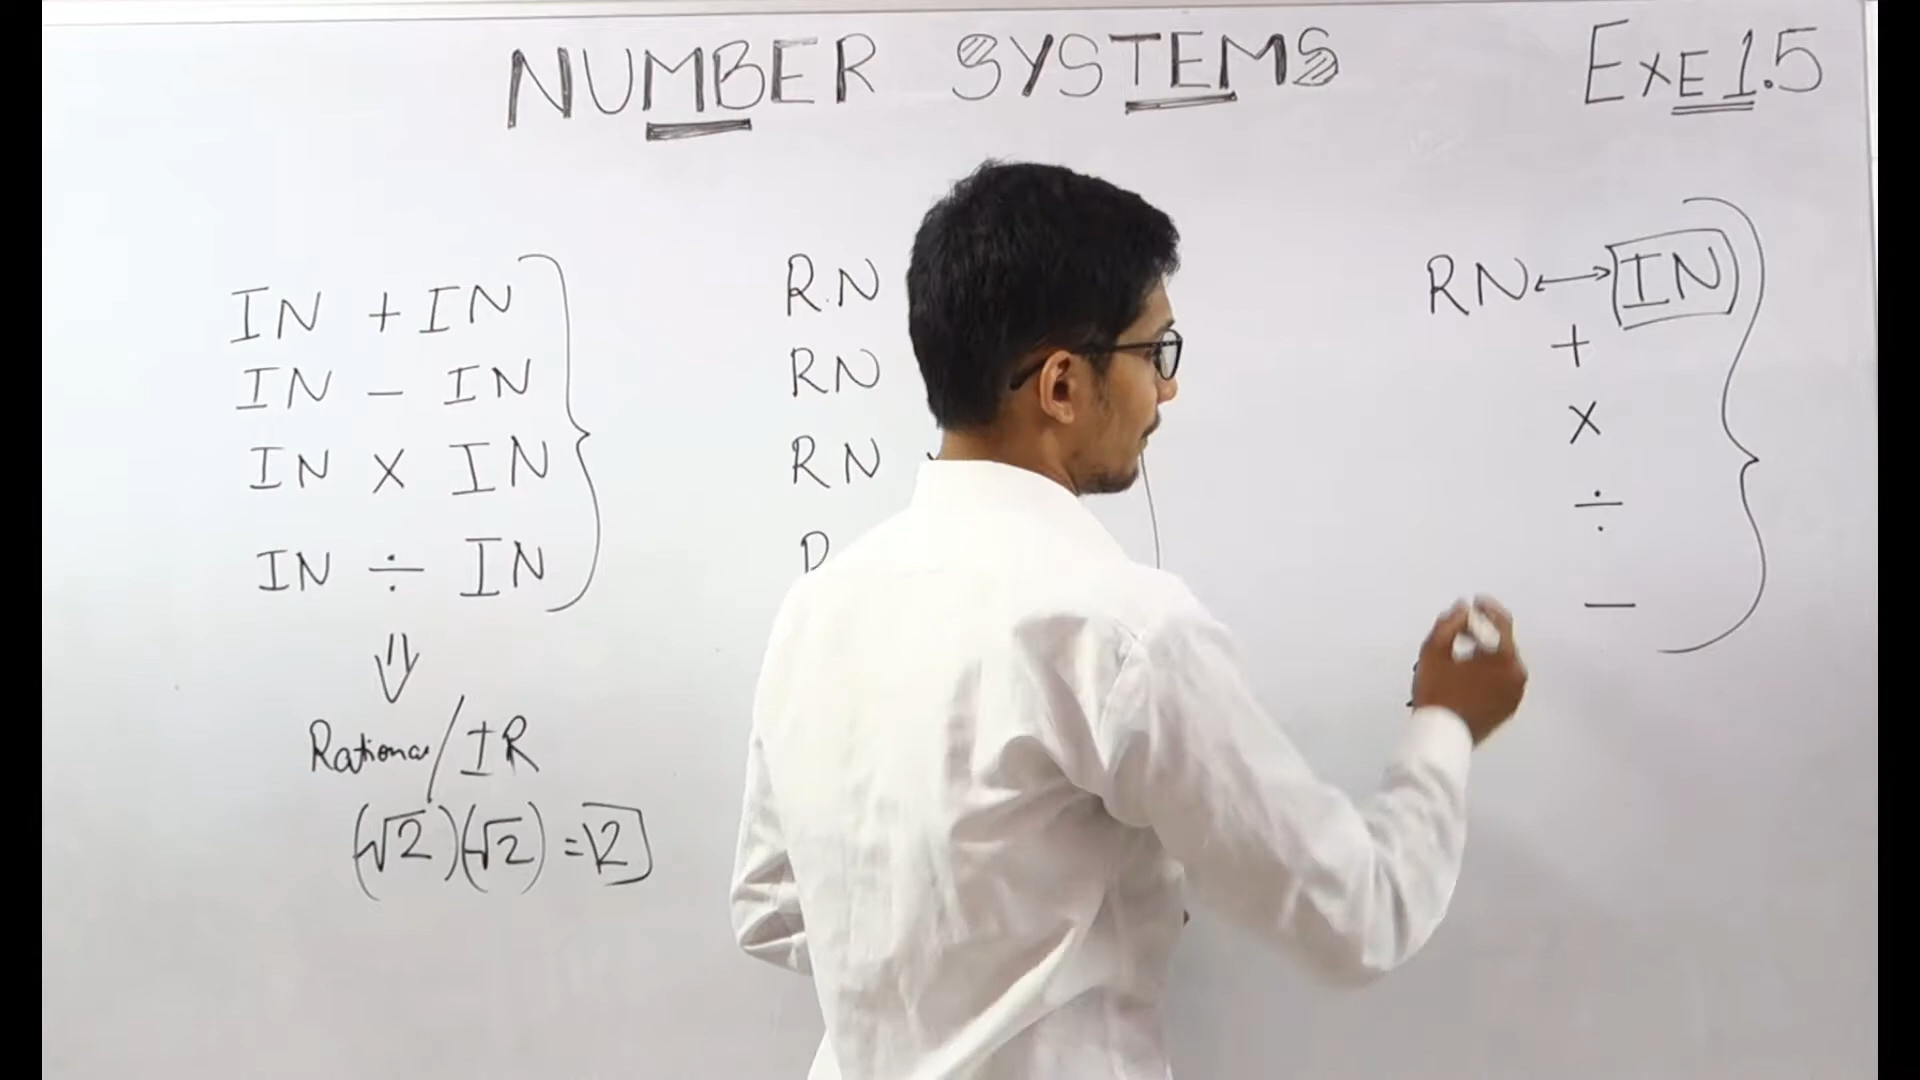 NUMBER SYSTEMS
EXE 1.5
IN + IN
IN - IN
IN × IN
IN ÷ IN
⇓
Rational/IR
(√2)(√2) = 2
RN
RN
RN
RN ↔ IN
+
×
÷
-